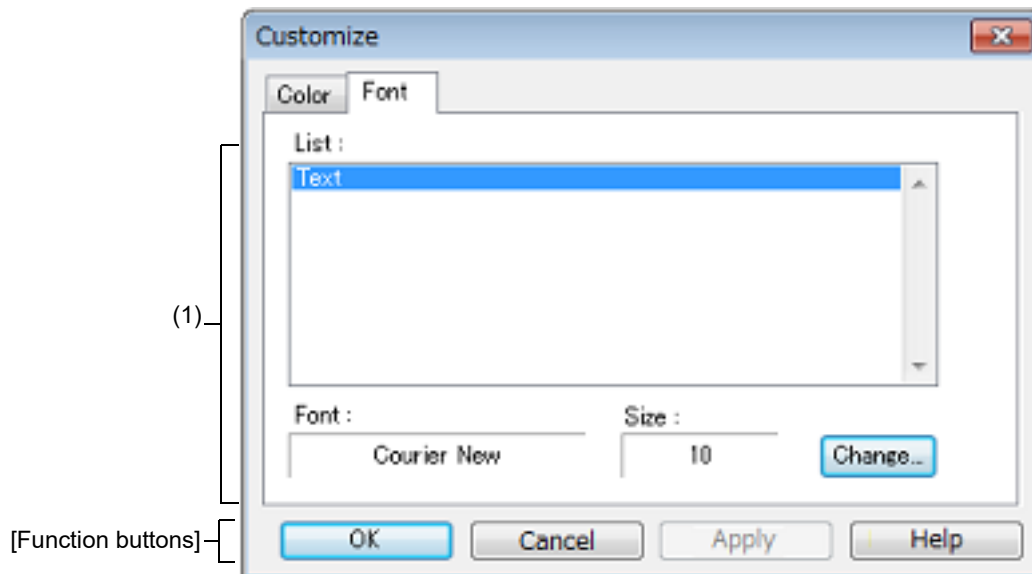 Customize
Color Font
List :
Text
(1)
Font : Size :
Courier New 10 Change...
[Function buttons] OK Cancel Apply Help